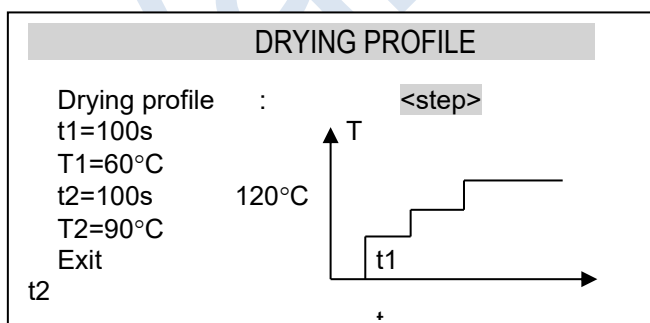 DRYING PROFILE
Drying profile : <step>
t1=100s
T
T1=60°C
t2=100s 120°C
T2=90°C
Exit t1
t2